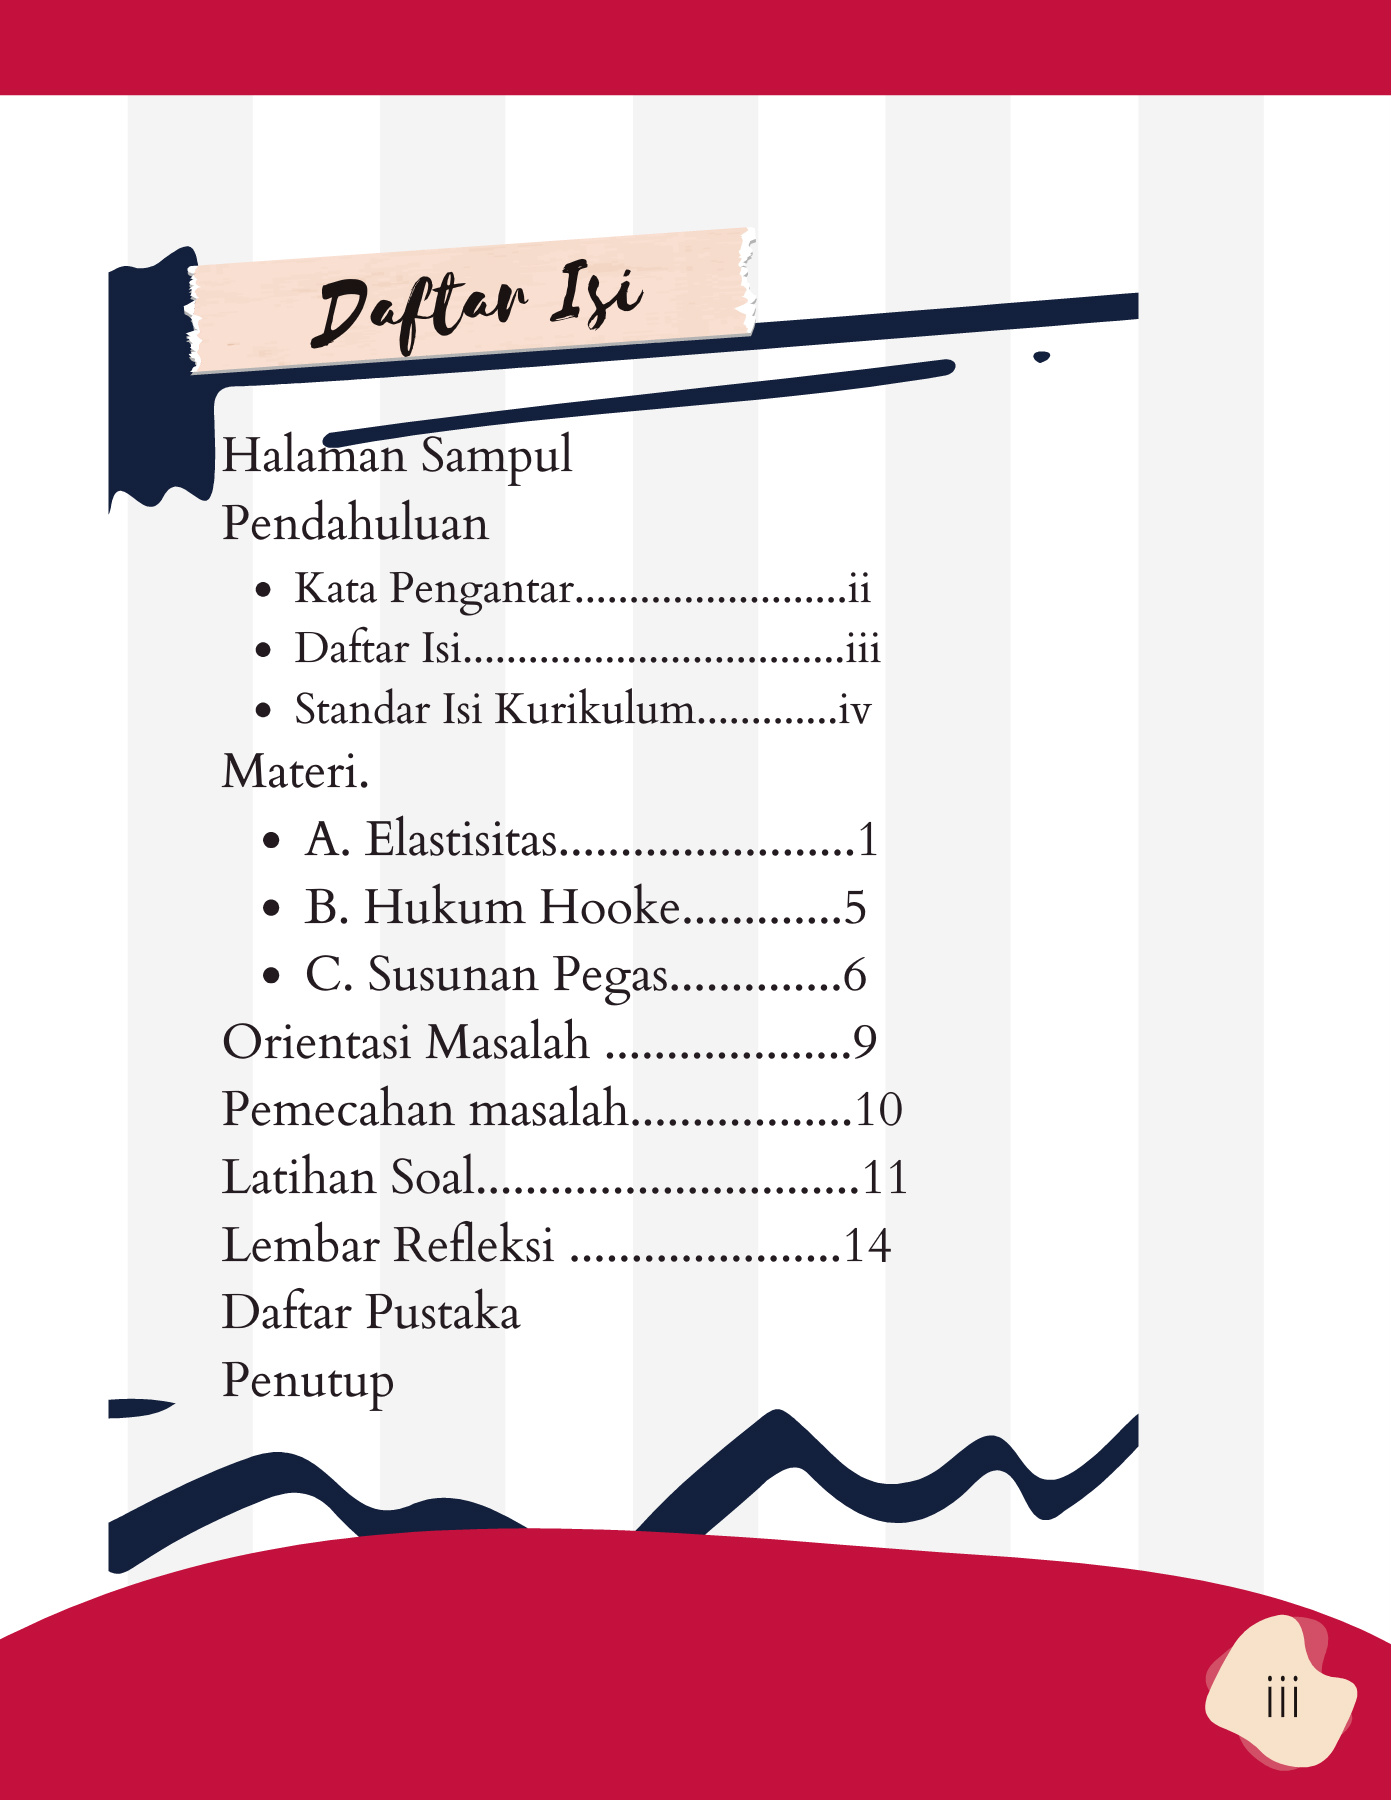 Daftar Isi
Halaman Sampul
Pendahuluan
• Kata Pengantar.........................ii
• Daftar Isi...................................iii
• Standar Isi Kurikulum.............iv
Materi.
• A. Elastisitas........................1
• B. Hukum Hooke.............5
• C. Susunan Pegas..............6
Orientasi Masalah ....................9
Pemecahan masalah..................10
Latihan Soal...............................11
Lembar Refleksi ......................14
Daftar Pustaka
Penutup
iii